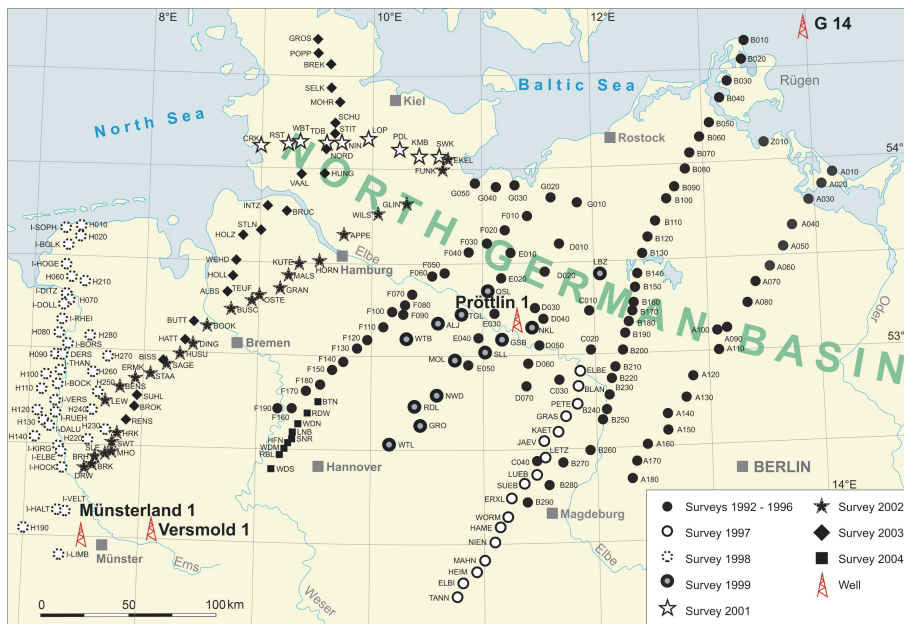 8°E
10°E
12°E
G 14
GROS
POPP
BREK
SELK
MOHR
SCHU
STIT
TDB
WBT
RST
CRK
NIN
LOP
NORD
HUNG
VAAL
PDL
KMB
SWK
EKEL
FUNK
Kiel
North Sea
Baltic Sea
Rügen
Rostock
54°N
B010
B020
B030
B040
B050
B060
B070
B080
B090
B100
B110
B120
B130
B140
B150
B160
B170
B180
B190
B200
B210
B220
B230
B240
B250
B260
B270
B280
B290
Z010
A010
A020
A030
A040
A050
A060
A070
A080
A090
A100
A110
A120
A130
A140
A150
A160
A170
A180
G050
G040
G030
G020
G010
F010
F020
F030
F040
F050
F060
F070
F080
F090
F100
F110
F120
F130
F140
F150
F160
F170
F180
F190
E010
E020
E030
E040
E050
D010
D020
D030
D040
D050
D060
D070
C010
C020
C030
C040
NORTH GERMAN BASIN
INTZ
BRUC
STLN
HOLZ
WEHD
HOLL
ALBS
BUTT
HATT
BISS
SUHL
BROK
RENS
GLIN
WILS
APPE
HORN
KUTE
MALS
GRAN
TEUF
OSTE
BUSC
BOOK
DING
HUSU
SAGE
ERMK
ASTAA
BENS
HRK
SWT
MHO
SLE
BRH
BRK
DRW
Elbe
Hamburg
Bremen
Hannover
Magdeburg
BERLIN
Münster
Ems
Weser
Elbe
Oder
53°N
14°E
I-SOPH
H010
H020
I-BOLK
I-HOGE
H060
H210
I-DITZ
H070
I-DOLL
I-RHEI
H080
H280
I-BORS
H090
DERS
H270
THAN
H100
H260
I-BOCK
H250
H110
I-VERS
LEW
H120
H240
I-RUEH
H130
I-DALU
H230
H140
H220
I-KIRG
I-ELBE
I-HOCK
I-VELT
I-HALT
H190
I-LIMB
Münsterland 1
Versmold 1
Pröttlin 1
LBZ
QSL
TGL
ALJ
WTB
NKL
GSB
SLL
MOL
NWD
RDL
GRO
WTL
BTN
RDW
WDN
LNB
SNR
HFN
WDM
RBL
WDS
ELBE
BLAN
PETE
GRAS
KAET
JAEV
LETZ
LUEB
SUEB
ERXL
WORM
HAME
NIEN
MAHN
HEIM
ELBI
TANN
0 50 100 km
Surveys 1992 - 1996
Survey 1997
Survey 1998
Survey 1999
Survey 2001
Survey 2002
Survey 2003
Survey 2004
Well